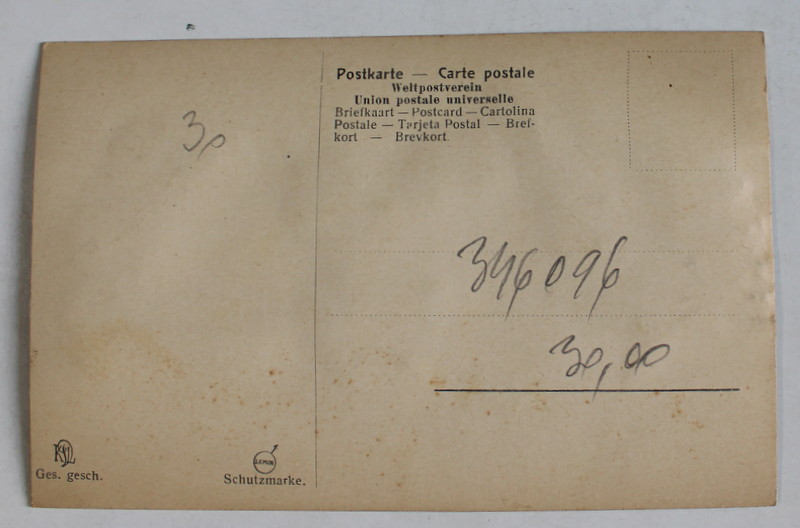 30
Postkarte — Carte postale
Weltpostverein
Union postale universelle
Briefkaart — Postcard — Cartolina
Postale — Tarjeta Postal — Bref-
kort — Brevkort.
346096
30,00
Ges. gesch.
Schutzmarke.